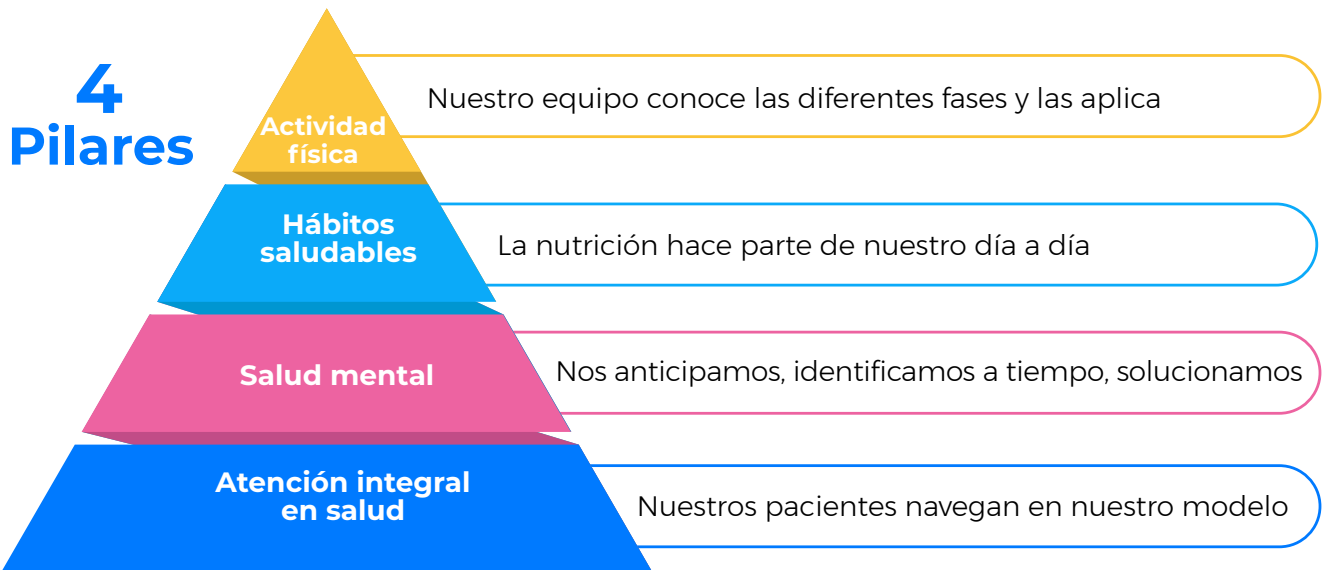 4
Pilares
Actividad
física
Nuestro equipo conoce las diferentes fases y las aplica
Hábitos
saludables
La nutrición hace parte de nuestro día a día
Salud mental
Nos anticipamos, identificamos a tiempo, solucionamos
Atención integral
en salud
Nuestros pacientes navegan en nuestro modelo